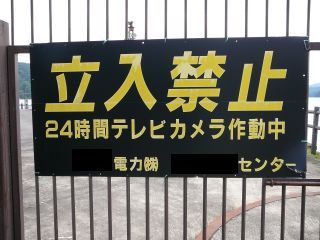 立入禁止
24時間テレビカメラ作動中
電力㈱ センター